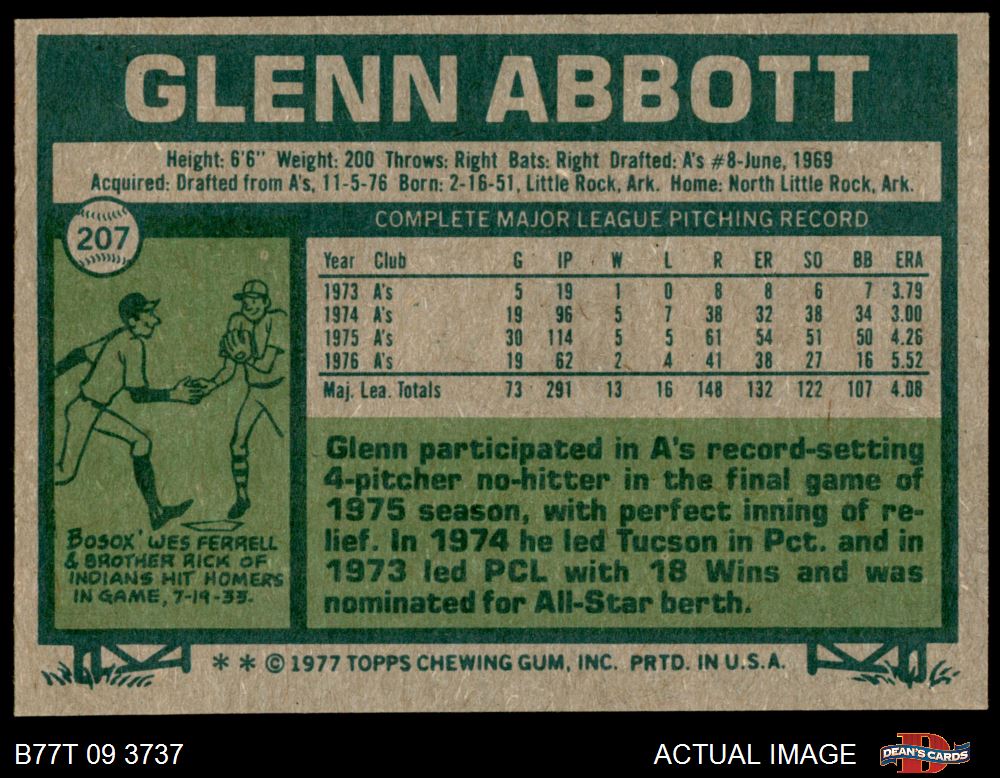 GLENN ABBOTT
Height: 6'6" Weight: 200 Throws: Right Bats: Right Drafted: A's #8-June, 1969
Acquired: Drafted from A's, 11-5-76 Born: 2-16-51, Little Rock, Ark. Home: North Little Rock, Ark.
207
COMPLETE MAJOR LEAGUE PITCHING RECORD
Year Club G IP W L R ER SO BB ERA
1973 A's 5 19 1 0 8 8 6 7 3.79
1974 A's 19 96 5 7 38 32 38 34 3.00
1975 A's 30 114 5 5 61 54 51 50 4.26
1976 A's 19 62 2 4 41 38 27 16 5.52
Maj. Lea. Totals 73 291 13 16 148 132 122 107 4.08
BOSOX' WES FERRELL
& BROTHER RICK OF
INDIANS HIT HOMERS
IN GAME, 7-19-33.
Glenn participated in A's record-setting
4-pitcher no-hitter in the final game of
1975 season, with perfect inning of re-
lief. In 1974 he led Tucson in Pct. and in
1973 led PCL with 18 Wins and was
nominated for All-Star berth.
* * © 1977 TOPPS CHEWING GUM, INC. PRTD. IN U.S.A.
B77T 09 3737
ACTUAL IMAGE
D
DEAN'S CARDS